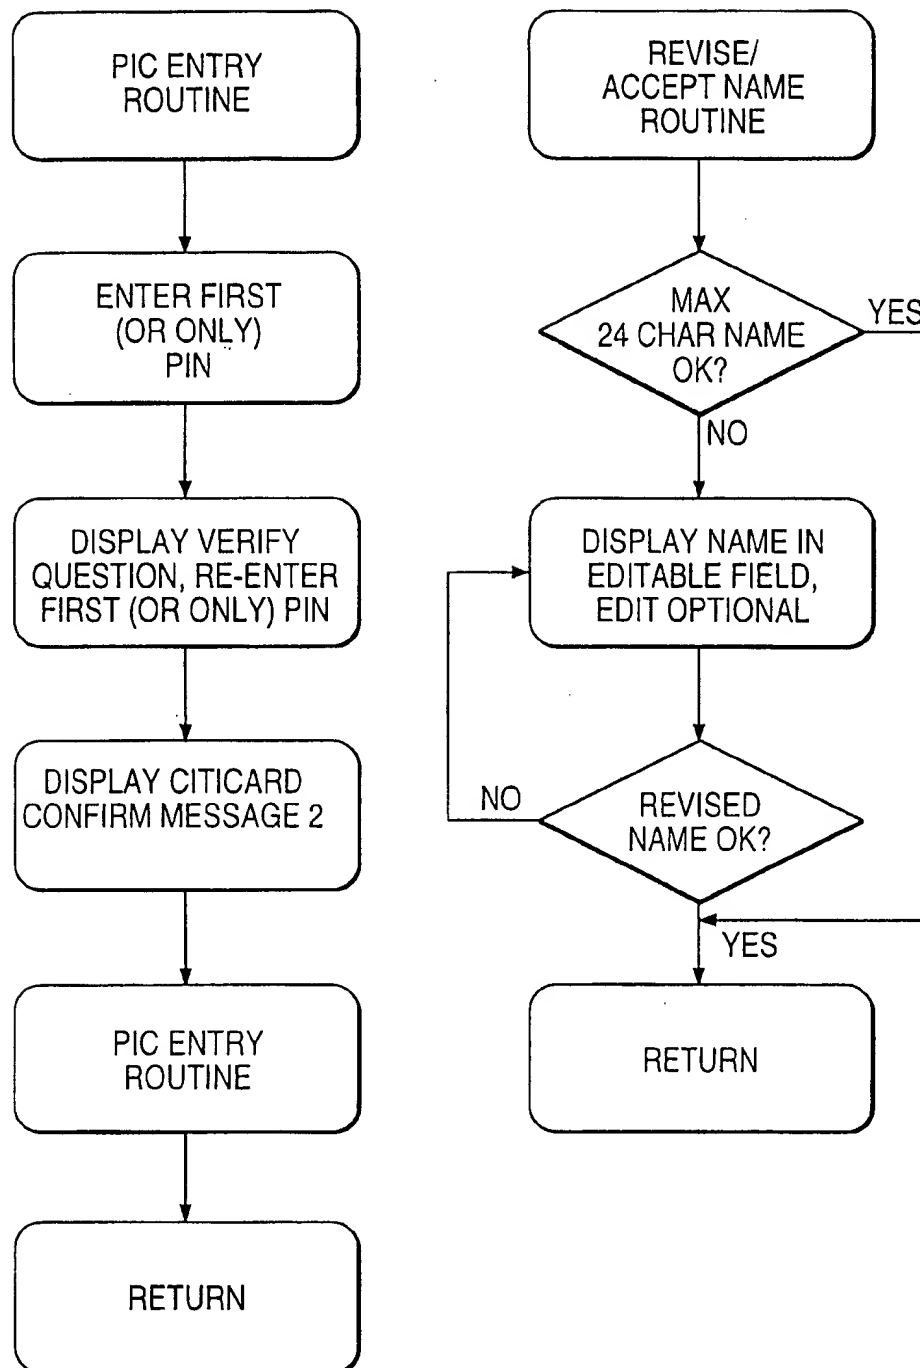 PIC ENTRY
ROUTINE
ENTER FIRST
(OR ONLY)
PIN
DISPLAY VERIFY
QUESTION, RE-ENTER
FIRST (OR ONLY) PIN
DISPLAY CITICARD
CONFIRM MESSAGE 2
PIC ENTRY
ROUTINE
RETURN
REVISE/
ACCEPT NAME
ROUTINE
MAX
24 CHAR NAME
OK?
YES
NO
DISPLAY NAME IN
EDITABLE FIELD,
EDIT OPTIONAL
NO
REVISED
NAME OK?
YES
RETURN